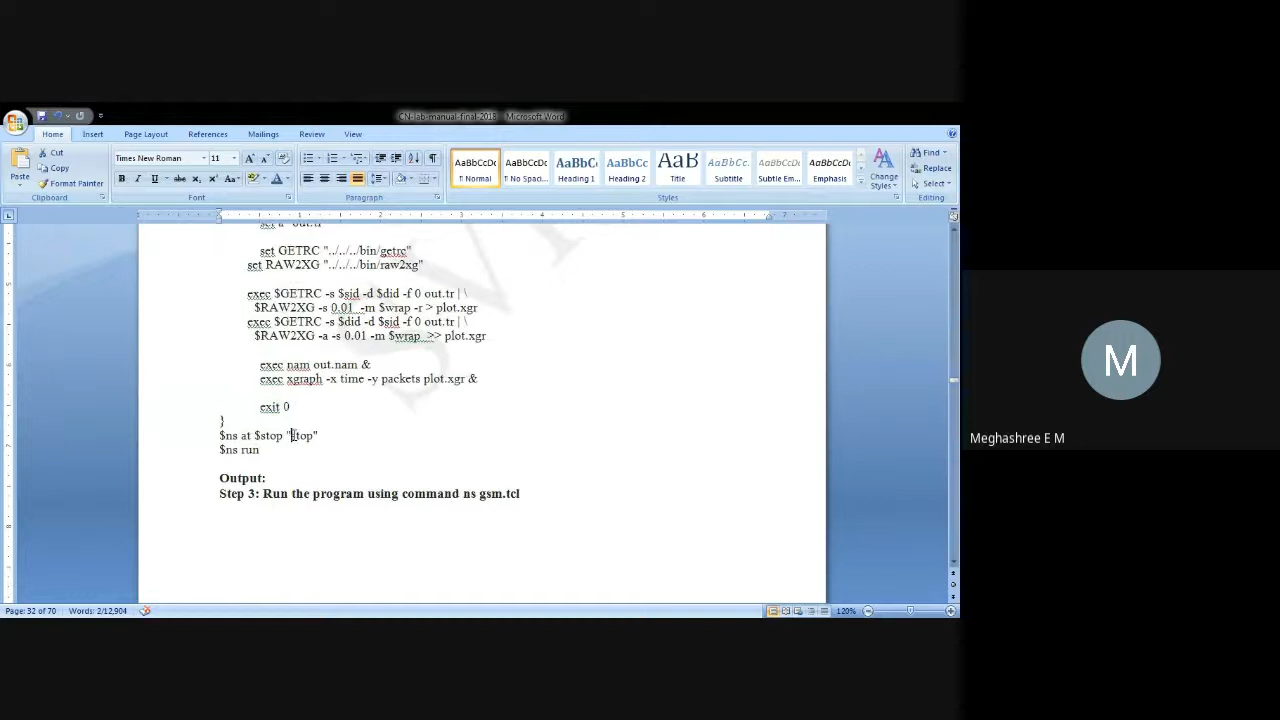 CN-lab-manual-final-2018 - Microsoft Word
Home Insert Page Layout References Mailings Review View
Paste
Cut
Copy
Format Painter
Clipboard
Times New Roman 11
B I U abc X₂ X² Aa
Font
Paragraph
AaBbCcDc AaBbCcDc AaBbC AaBbCc AaB AaBbCc. AaBbCcDc AaBbCcDc
¶ Normal ¶ No Spaci... Heading 1 Heading 2 Title Subtitle Subtle Em... Emphasis
Change Styles
Styles
Find
Replace
Select
Editing
set GETRC "../../../bin/getrc"
set RAW2XG "../../../bin/raw2xg"
exec $GETRC -s $sid -d $did -f 0 out.tr | \
$RAW2XG -s 0.01 -m $wrap -r > plot.xgr
exec $GETRC -s $did -d $sid -f 0 out.tr | \
$RAW2XG -a -s 0.01 -m $wrap >> plot.xgr
exec nam out.nam &
exec xgraph -x time -y packets plot.xgr &
exit 0
}
$ns at $stop "stop"
$ns run
Output:
Step 3: Run the program using command ns gsm.tcl
Page: 32 of 70 Words: 2/12,904 120%
M
Meghashree E M